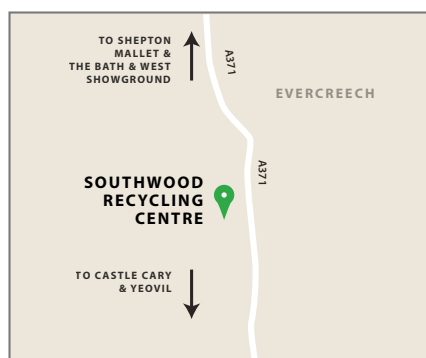 TO SHEPTON
MALLET &
THE BATH & WEST
SHOWGROUND
A371
EVERCREECH
A371
SOUTHWOOD
RECYCLING
CENTRE
TO CASTLE CARY
& YEOVIL